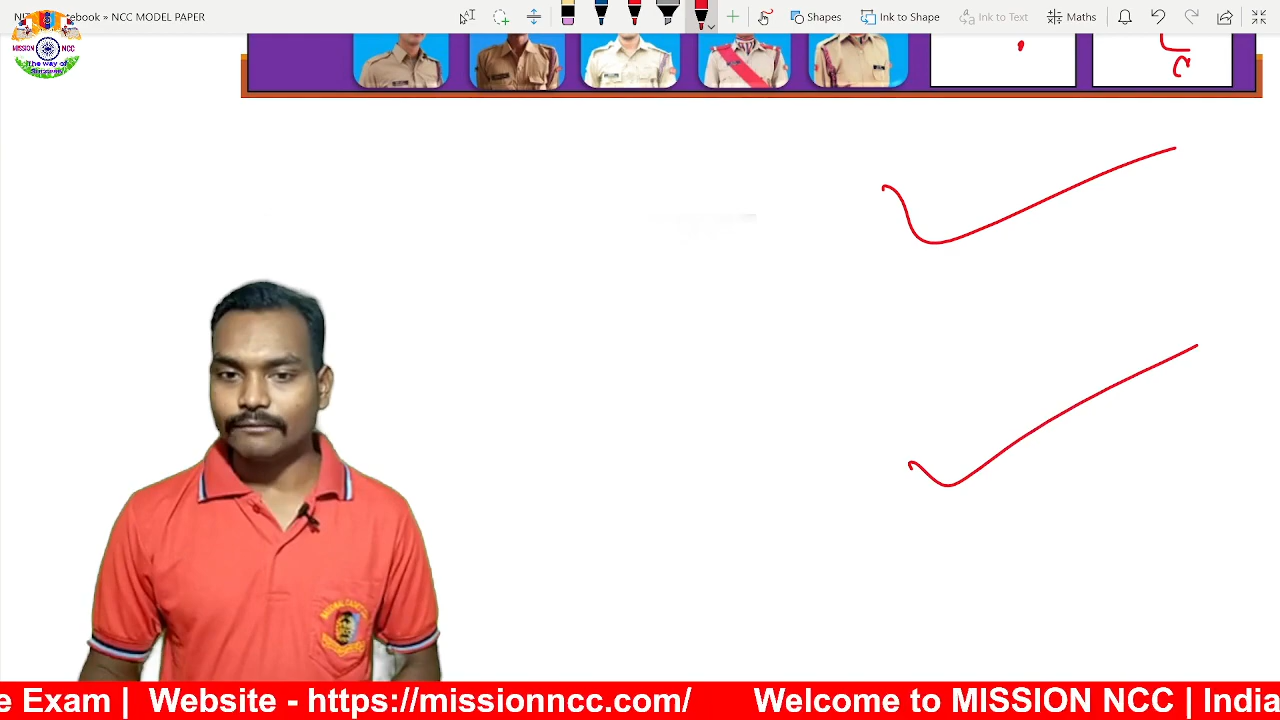 Notebook » NCC MODEL PAPER
Shapes
Ink to Shape
Ink to Text
Maths
MISSION NCC
The way of
e Exam | Website - https://missionncc.com/ Welcome to MISSION NCC | India